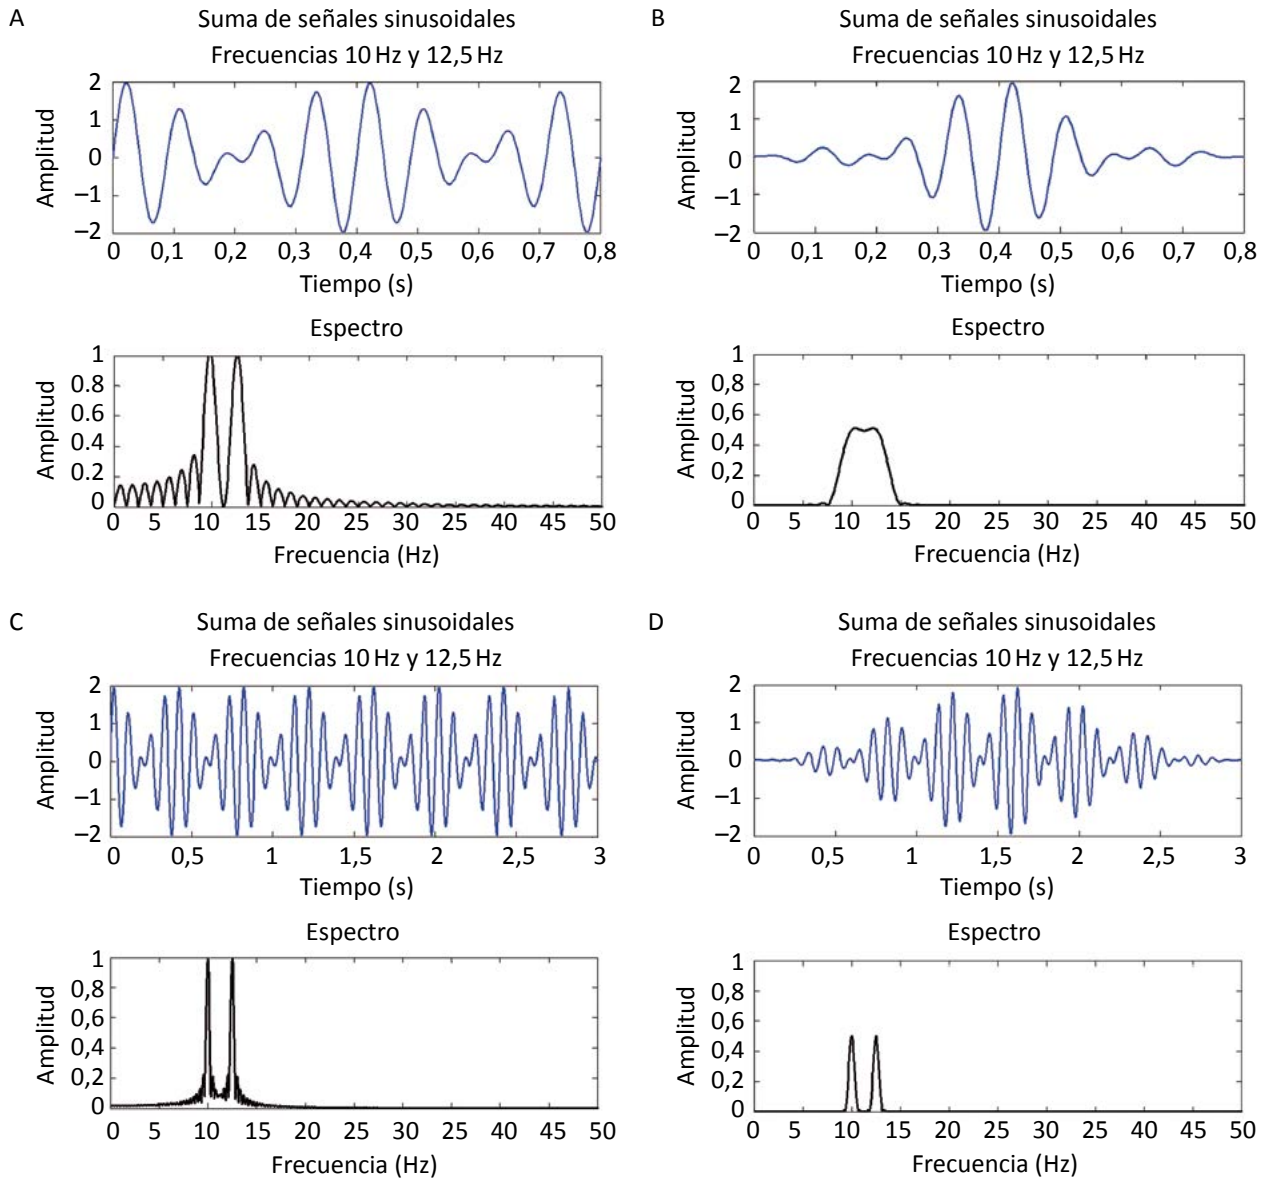 A
Suma de señales sinusoidales
Frecuencias 10 Hz y 12,5 Hz
Amplitud
2
1
0
–1
–2
0 0,1 0,2 0,3 0,4 0,5 0,6 0,7 0,8
Tiempo (s)
Espectro
Amplitud
1
0,8
0,6
0,4
0.2
0
0 5 10 15 20 25 30 35 40 45 50
Frecuencia (Hz)
B
Suma de señales sinusoidales
Frecuencias 10 Hz y 12,5 Hz
Amplitud
2
1
0
–1
–2
0 0,1 0,2 0,3 0,4 0,5 0,6 0,7 0,8
Tiempo (s)
Espectro
Amplitud
1
0,8
0,6
0,4
0,2
0
0 5 10 15 20 25 30 35 40 45 50
Frecuencia (Hz)
C
Suma de señales sinusoidales
Frecuencias 10 Hz y 12,5 Hz
Amplitud
2
1
0
–1
–2
0 0,5 1 1,5 2 2,5 3
Tiempo (s)
Espectro
Amplitud
1
0,8
0,6
0,4
0,2
0
0 5 10 15 20 25 30 35 40 45 50
Frecuencia (Hz)
D
Suma de señales sinusoidales
Frecuencias 10 Hz y 12,5 Hz
Amplitud
2
1
0
–1
–2
0 0,5 1 1,5 2 2,5 3
Tiempo (s)
Espectro
Amplitud
1
0,8
0,6
0,4
0,2
0
0 5 10 15 20 25 30 35 40 45 50
Frecuencia (Hz)